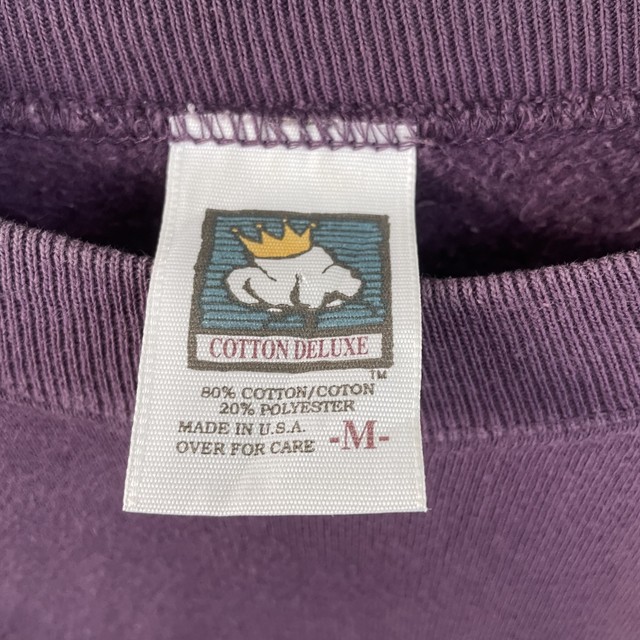 COTTON DELUXE
TM
80% COTTON/COTON
20% POLYESTER
MADE IN U.S.A.
OVER FOR CARE -M-